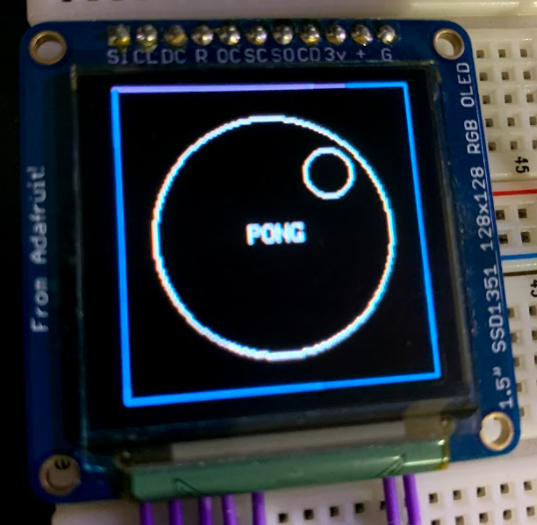 SI CL DC R OC SC SO CD 3v + G
From Adafruit!
PONG
1.5" SSD1351 128x128 RGB OLED
45